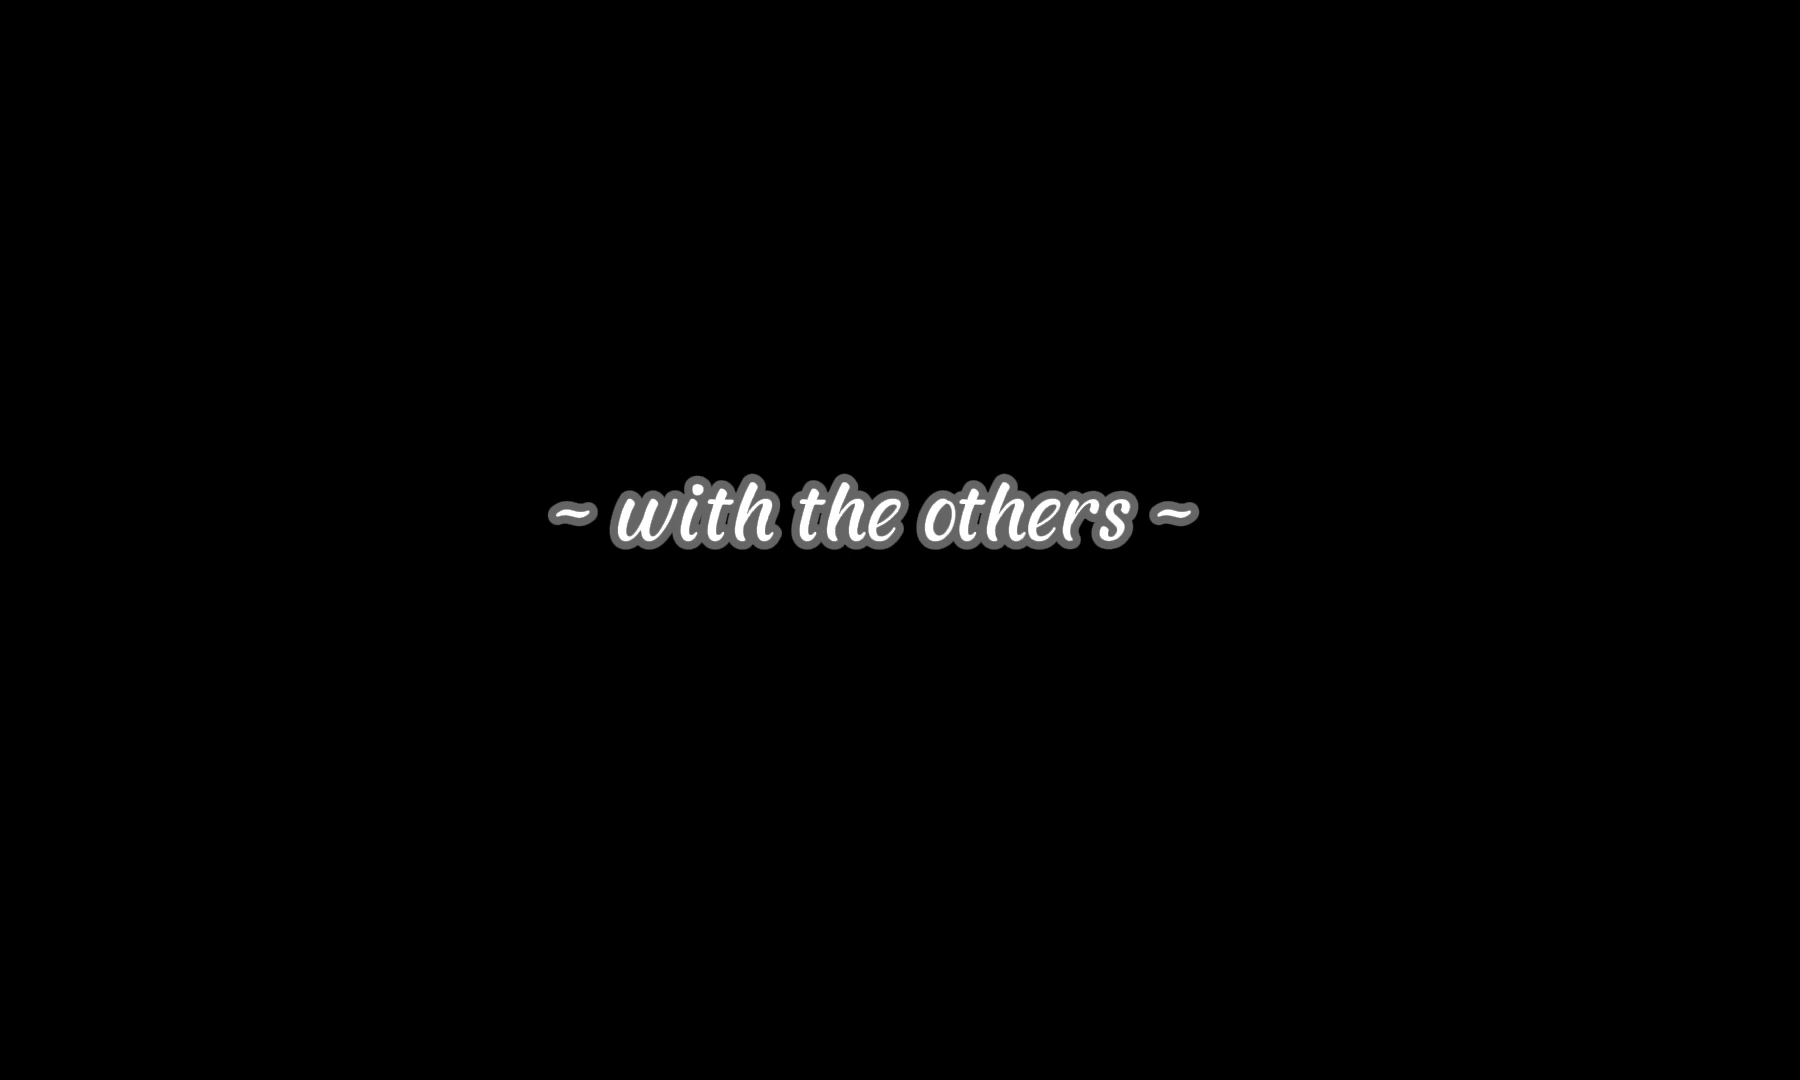 ~ with the others ~